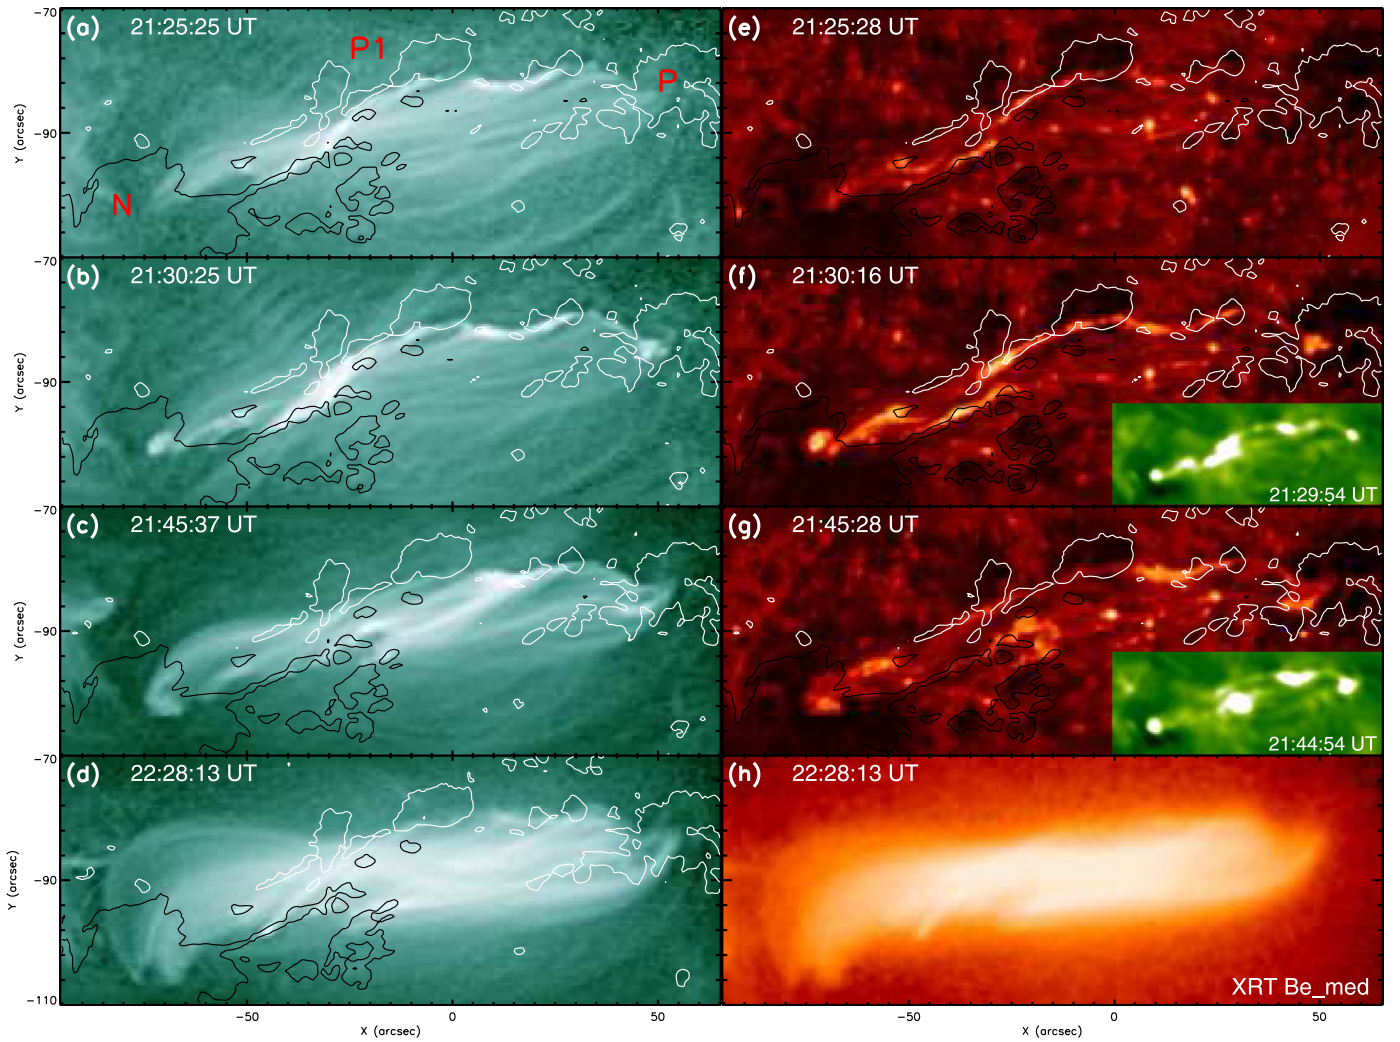 (a) 21:25:25 UT
P1
P
N
(e) 21:25:28 UT
(b) 21:30:25 UT
(f) 21:30:16 UT
21:29:54 UT
(c) 21:45:37 UT
(g) 21:45:28 UT
21:44:54 UT
(d) 22:28:13 UT
(h) 22:28:13 UT
XRT Be_med
-70
-90
Y (arcsec)
-70
-90
Y (arcsec)
-70
-90
Y (arcsec)
-70
-90
Y (arcsec)
-110
-50 0 50
X (arcsec)
-50 0 50
X (arcsec)